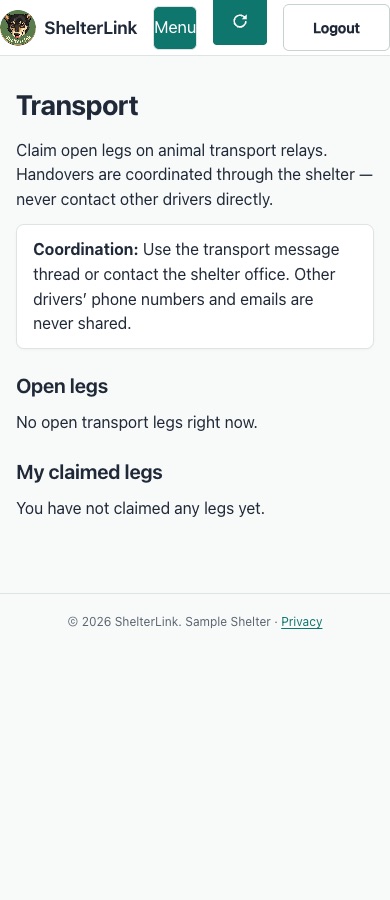 ShelterLink
Menu
Logout
Transport
Claim open legs on animal transport relays.
Handovers are coordinated through the shelter —
never contact other drivers directly.
Coordination: Use the transport message
thread or contact the shelter office. Other
drivers’ phone numbers and emails are
never shared.
Open legs
No open transport legs right now.
My claimed legs
You have not claimed any legs yet.
© 2026 ShelterLink. Sample Shelter · Privacy